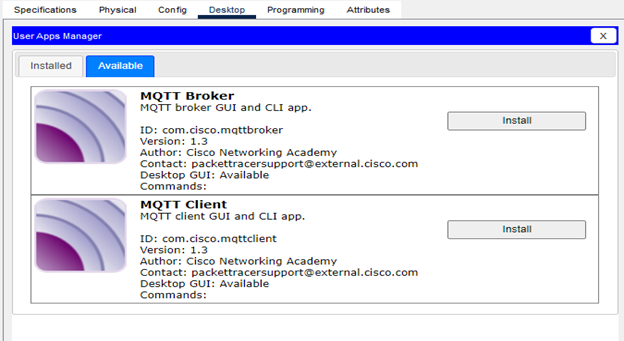 Specifications Physical Config Desktop Programming Attributes
User Apps Manager X
Installed Available
MQTT Broker
MQTT broker GUI and CLI app.
Install
ID: com.cisco.mqttbroker
Version: 1.3
Author: Cisco Networking Academy
Contact: packettracersupport@external.cisco.com
Desktop GUI: Available
Commands:
MQTT Client
MQTT client GUI and CLI app.
Install
ID: com.cisco.mqttclient
Version: 1.3
Author: Cisco Networking Academy
Contact: packettracersupport@external.cisco.com
Desktop GUI: Available
Commands: